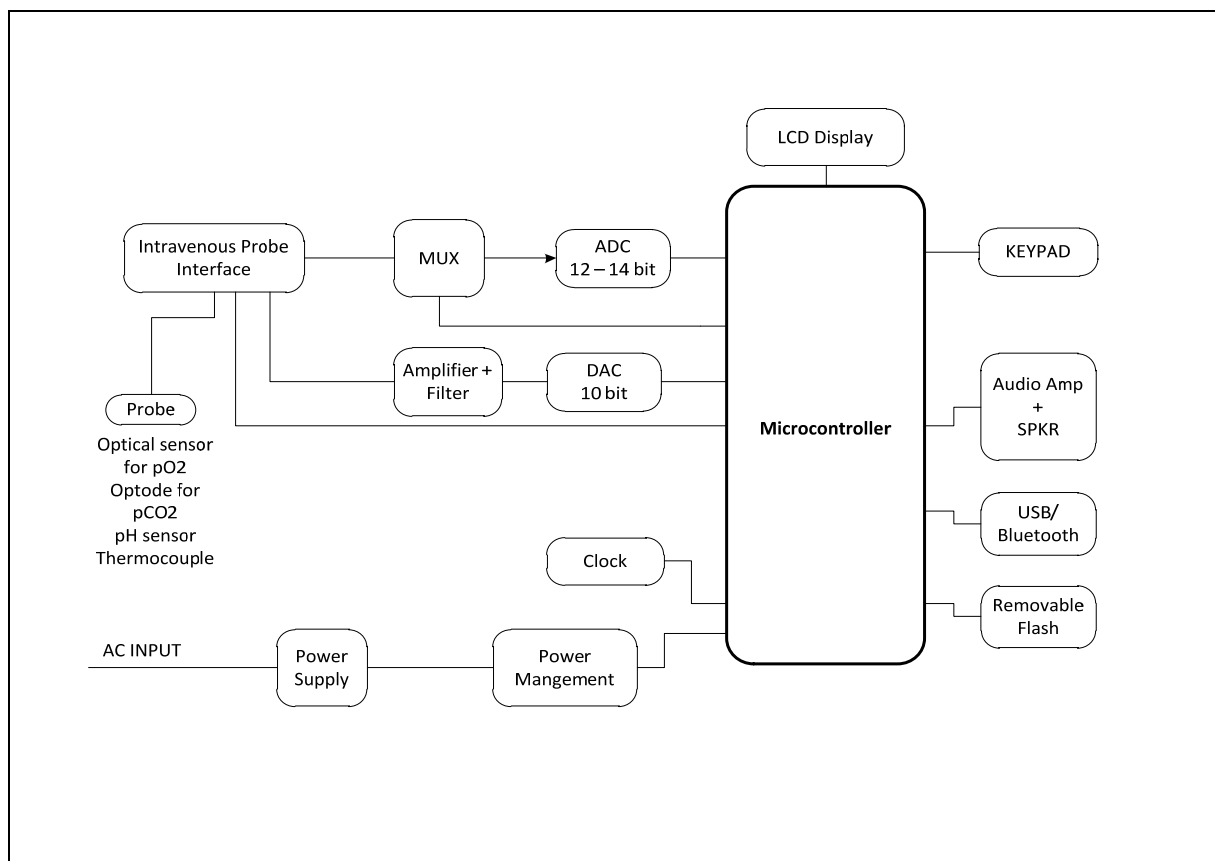 LCD Display
Intravenous Probe
Interface
MUX
ADC
12 – 14 bit
KEYPAD
Amplifier +
Filter
DAC
10 bit
Audio Amp
+
SPKR
Probe
Optical sensor
for pO2
Optode for
pCO2
pH sensor
Thermocouple
Microcontroller
USB/
Bluetooth
Clock
Removable
Flash
AC INPUT
Power
Supply
Power
Mangement